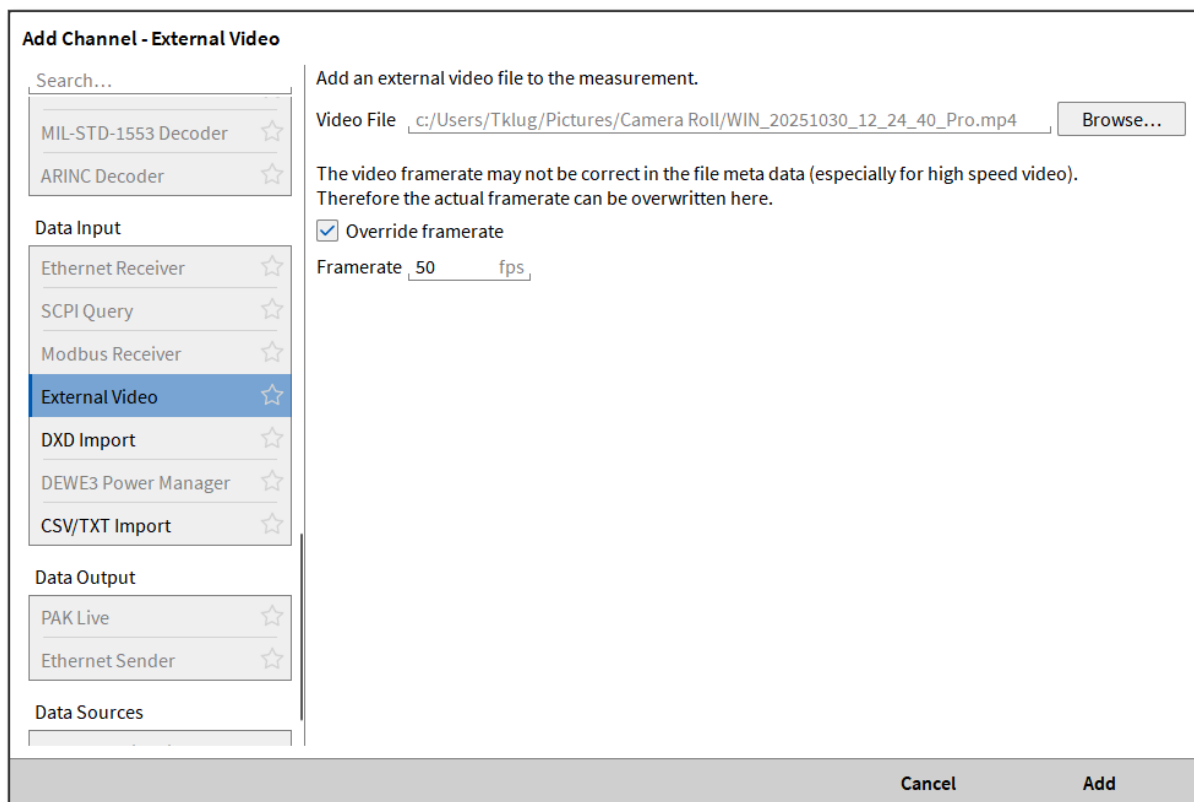 Add Channel - External Video
Search...
MIL-STD-1553 Decoder
ARINC Decoder
Data Input
Ethernet Receiver
SCPI Query
Modbus Receiver
External Video
DXD Import
DEWE3 Power Manager
CSV/TXT Import
Data Output
PAK Live
Ethernet Sender
Data Sources
Add an external video file to the measurement.
Video File c:/Users/Tklug/Pictures/Camera Roll/WIN_20251030_12_24_40_Pro.mp4 Browse...
The video framerate may not be correct in the file meta data (especially for high speed video).
Therefore the actual framerate can be overwritten here.
Override framerate
Framerate 50 fps
Cancel Add